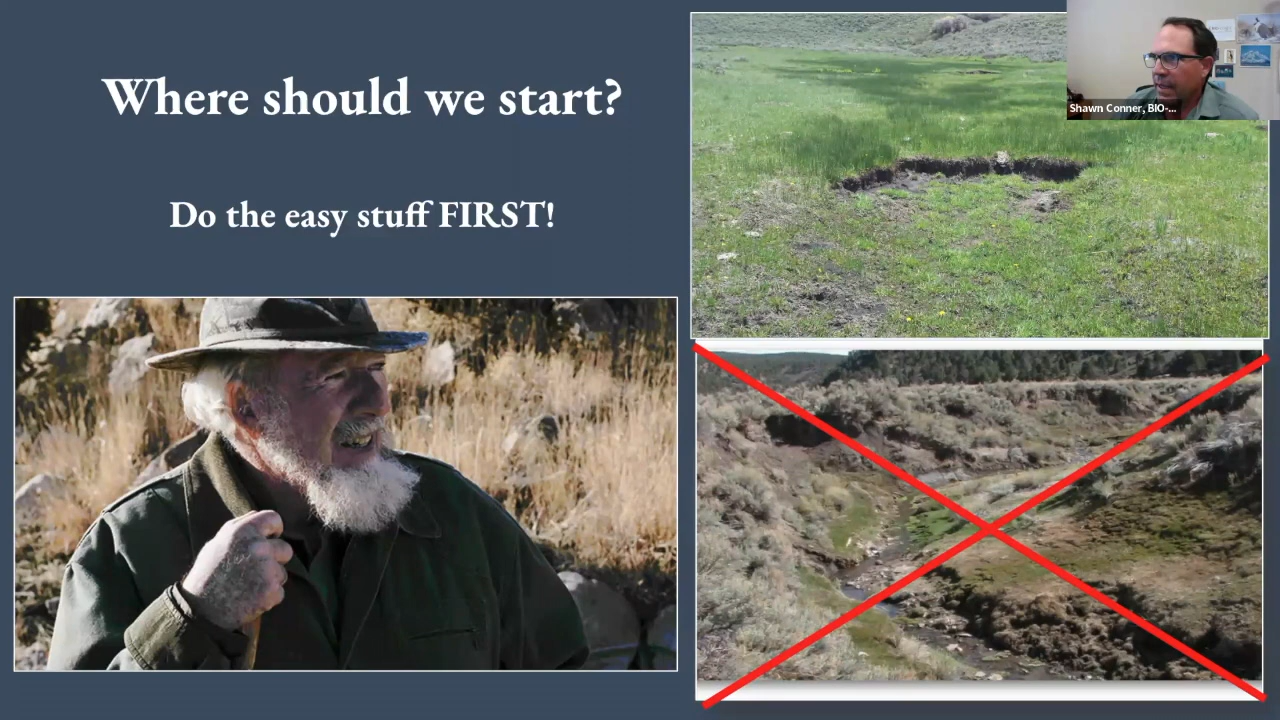 Where should we start?
Do the easy stuff FIRST!
Shawn Conner, BIO-...